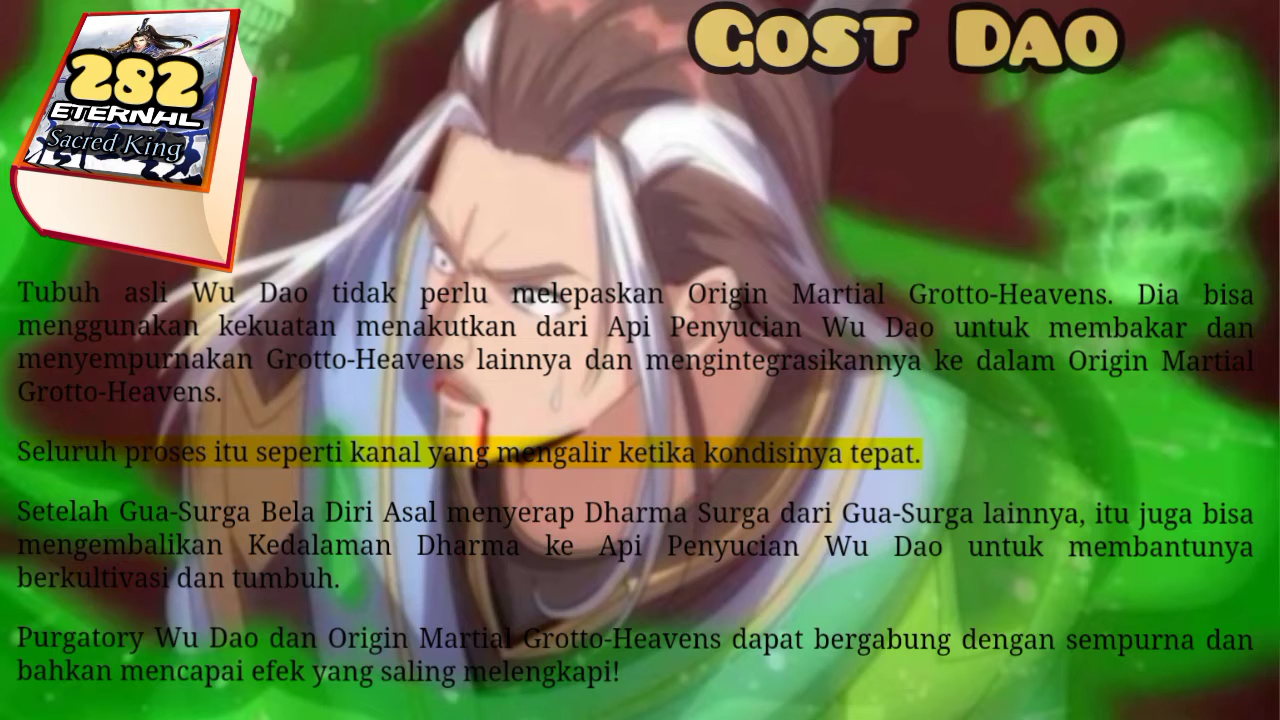 GOST DAO
282
ETERNAL
Sacred King
Tubuh asli Wu Dao tidak perlu melepaskan Origin Martial Grotto-Heavens. Dia bisa
menggunakan kekuatan menakutkan dari Api Penyucian Wu Dao untuk membakar dan
menyempurnakan Grotto-Heavens lainnya dan mengintegrasikannya ke dalam Origin Martial
Grotto-Heavens.
Seluruh proses itu seperti kanal yang mengalir ketika kondisinya tepat.
Setelah Gua-Surga Bela Diri Asal menyerap Dharma Surga dari Gua-Surga lainnya, itu juga bisa
mengembalikan Kedalaman Dharma ke Api Penyucian Wu Dao untuk membantunya
berkultivasi dan tumbuh.
Purgatory Wu Dao dan Origin Martial Grotto-Heavens dapat bergabung dengan sempurna dan
bahkan mencapai efek yang saling melengkapi!